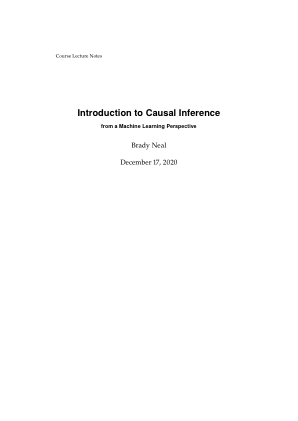 Course Lecture Notes
Introduction to Causal Inference
from a Machine Learning Perspective
Brady Neal
December 17, 2020